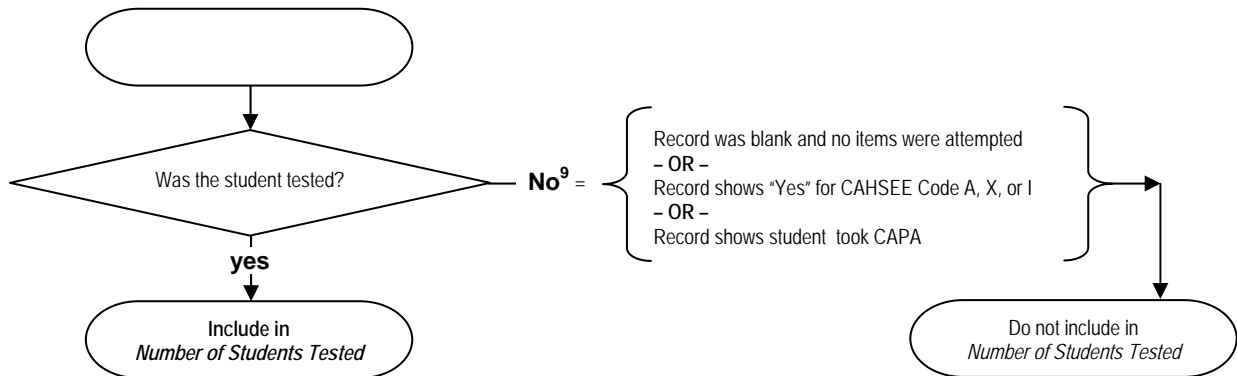 Was the student tested?
No⁹ =
Record was blank and no items were attempted
– OR –
Record shows “Yes” for CAHSEE Code A, X, or I
– OR –
Record shows student took CAPA
yes
Include in
Number of Students Tested
Do not include in
Number of Students Tested